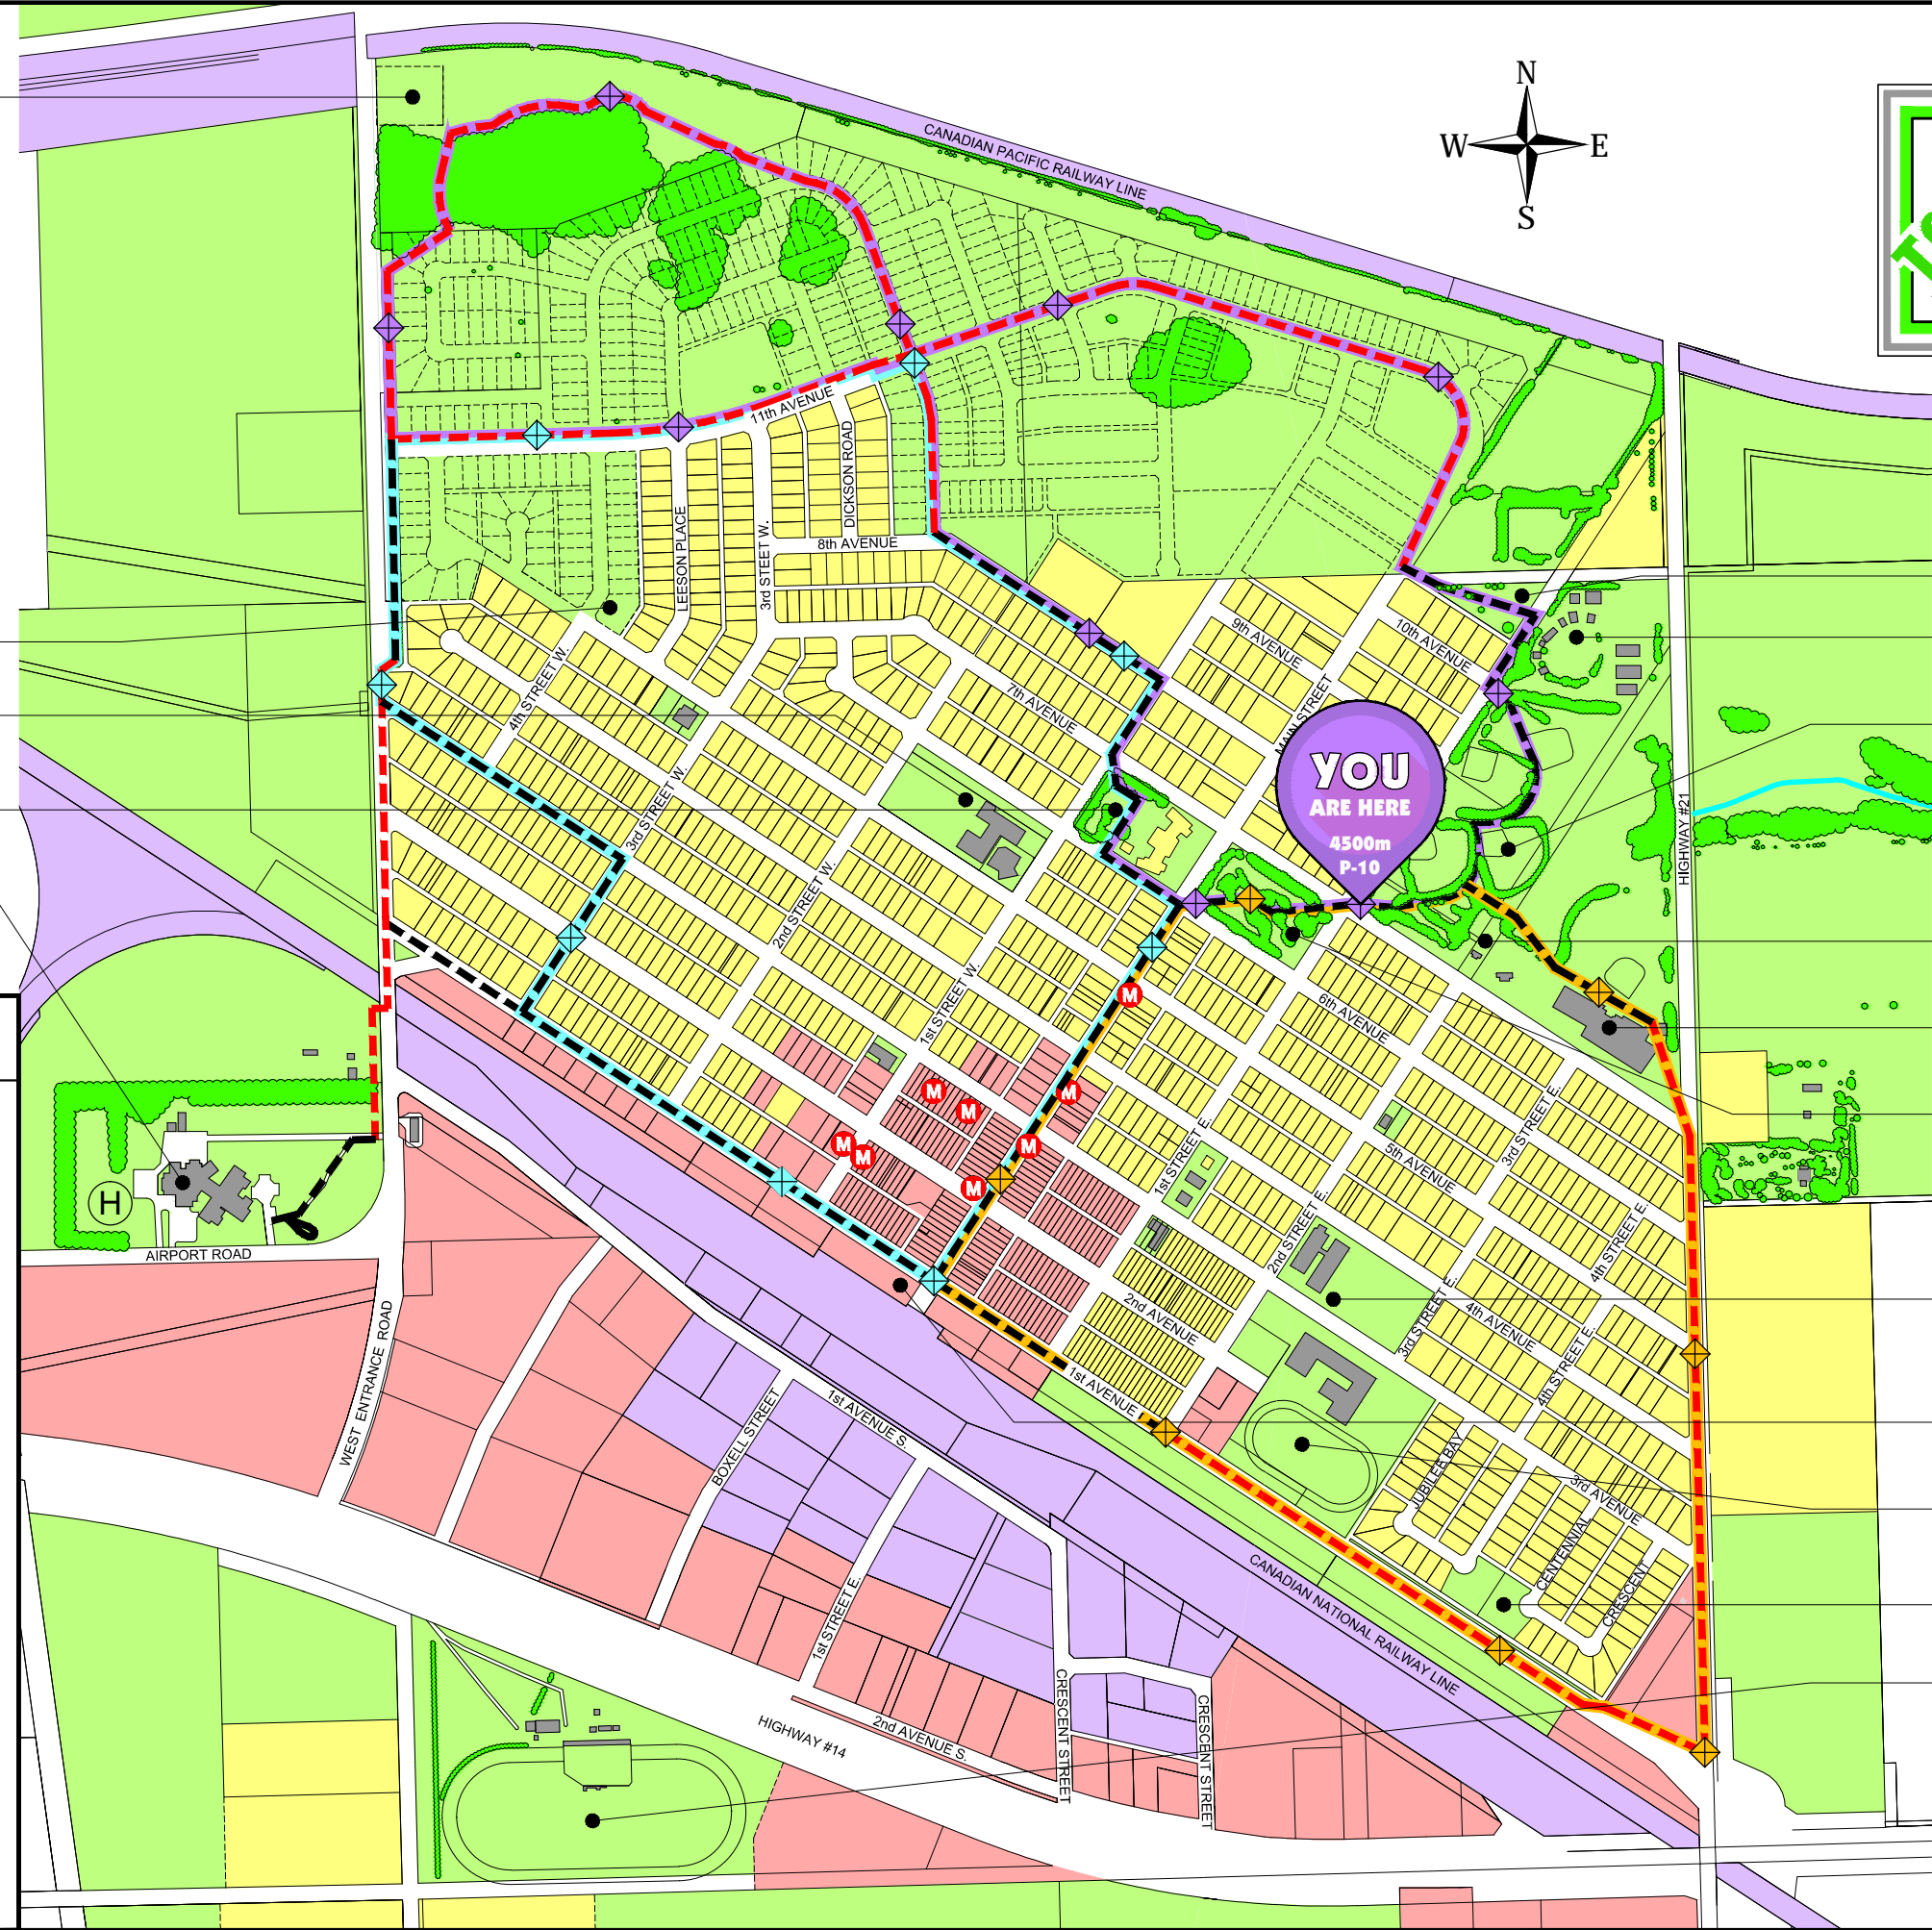 N
W E
S
CANADIAN PACIFIC RAILWAY LINE
11th AVENUE
DICKSON ROAD
LEESON PLACE
3rd STEET W.
8th AVENUE
9th AVENUE
10th AVENUE
7th AVENUE
4th STREET W.
MAIN STREET
YOU
ARE HERE
4500m
P-10
HIGHWAY #21
3rd STREET W.
2nd STREET W.
1st STREET W.
6th AVENUE
M
M
M
M
M
M
M
M
3rd STREET E.
1st STREET E.
5th AVENUE
2nd STREET E.
4th STREET E.
H
AIRPORT ROAD
2nd AVENUE
3rd STREET E.
4th AVENUE
4th STREET E.
1st AVENUE
WEST ENTRANCE ROAD
BOXELL STREET
1st AVENUE S.
JUBILEE BAY
3rd AVENUE
CENTENNIAL
CRESCENT
CANADIAN NATIONAL RAILWAY LINE
1st STREET E.
CRESCENT STREET
CRESCENT STREET
HIGHWAY #14
2nd AVENUE S.